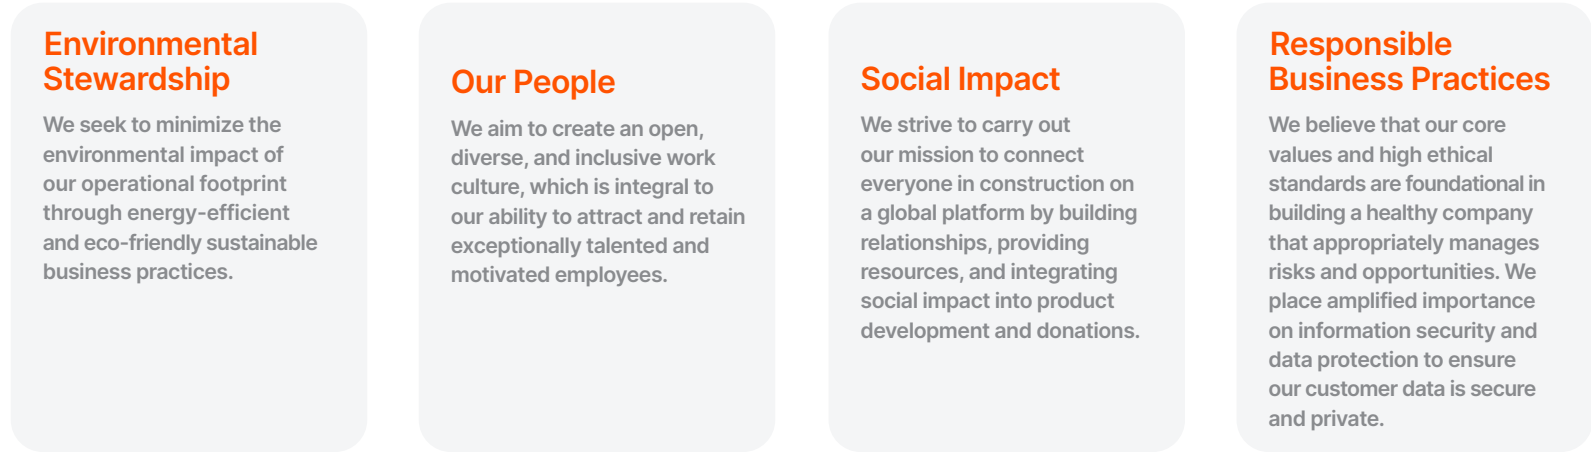 Environmental
Stewardship
We seek to minimize the
environmental impact of
our operational footprint
through energy-efficient
and eco-friendly sustainable
business practices.
Our People
We aim to create an open,
diverse, and inclusive work
culture, which is integral to
our ability to attract and retain
exceptionally talented and
motivated employees.
Social Impact
We strive to carry out
our mission to connect
everyone in construction on
a global platform by building
relationships, providing
resources, and integrating
social impact into product
development and donations.
Responsible
Business Practices
We believe that our core
values and high ethical
standards are foundational in
building a healthy company
that appropriately manages
risks and opportunities. We
place amplified importance
on information security and
data protection to ensure
our customer data is secure
and private.